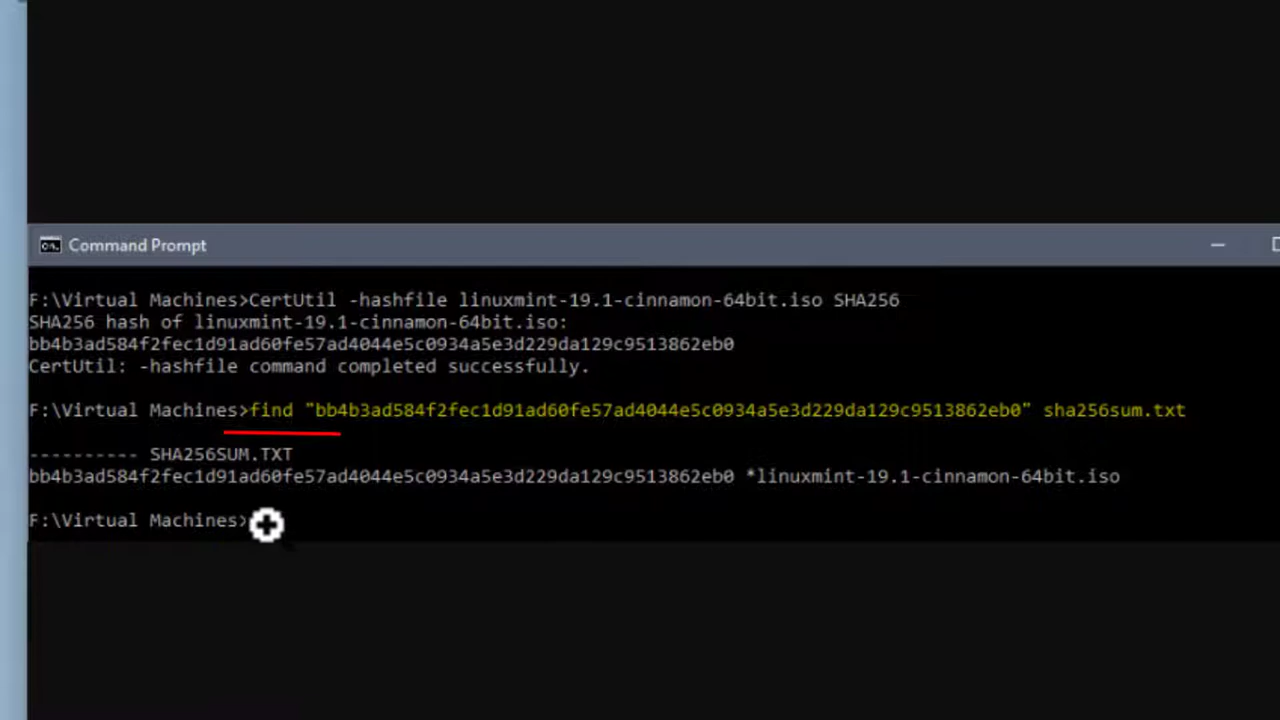 Command Prompt
F:\Virtual Machines>CertUtil -hashfile linuxmint-19.1-cinnamon-64bit.iso SHA256
SHA256 hash of linuxmint-19.1-cinnamon-64bit.iso:
bb4b3ad584f2fec1d91ad60fe57ad4044e5c0934a5e3d229da129c9513862eb0
CertUtil: -hashfile command completed successfully.
F:\Virtual Machines>find "bb4b3ad584f2fec1d91ad60fe57ad4044e5c0934a5e3d229da129c9513862eb0" sha256sum.txt
---------- SHA256SUM.TXT
bb4b3ad584f2fec1d91ad60fe57ad4044e5c0934a5e3d229da129c9513862eb0 *linuxmint-19.1-cinnamon-64bit.iso
F:\Virtual Machines>